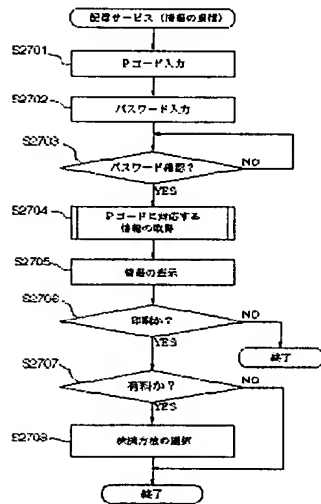 配信サービス(情報の取得)
S2701
Pコード入力
S2702
パスワード入力
S2703
パスワード確認?
NO
YES
S2704
Pコードに対応する
情報の取得
S2705
情報の表示
S2706
印刷か?
NO
YES
終了
S2707
有料か?
NO
YES
S2708
決済方法の選択
終了